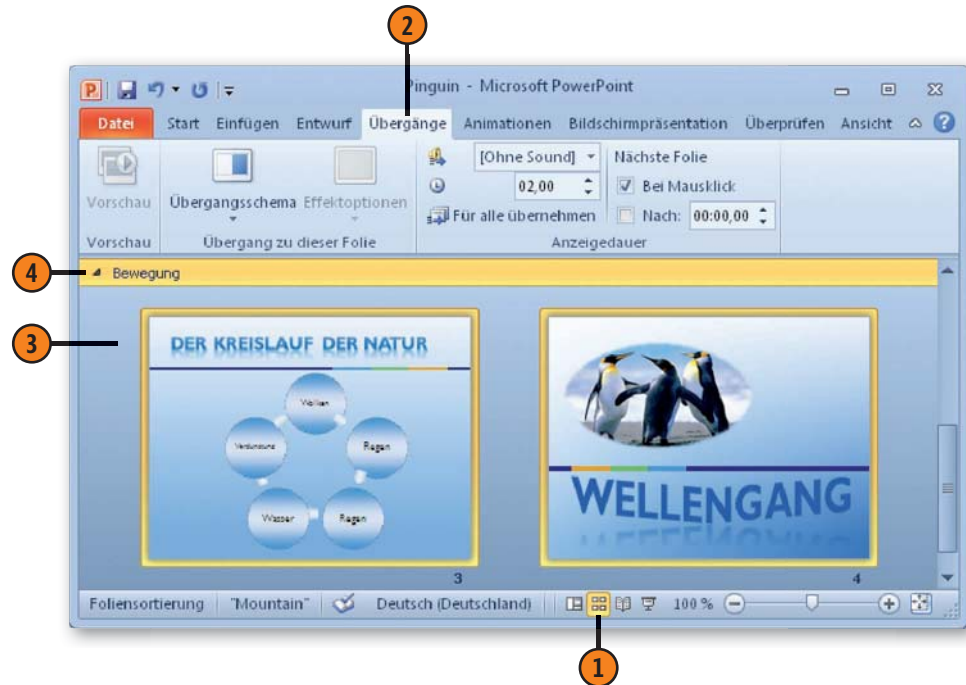 2
Pinguin - Microsoft PowerPoint
Datei Start Einfügen Entwurf Übergänge Animationen Bildschirmpräsentation Überprüfen Ansicht
[Ohne Sound] Nächste Folie
02,00 Bei Mausklick
Vorschau Übergangsschema Effektoptionen Für alle übernehmen Nach: 00:00,00
Vorschau Übergang zu dieser Folie Anzeigedauer
4 Bewegung
3
DER KREISLAUF DER NATUR
Wolken
Verdunstung Regen
Wasser Regen
WELLENGANG
3 4
Foliensortierung "Mountain" Deutsch (Deutschland) 100 %
1